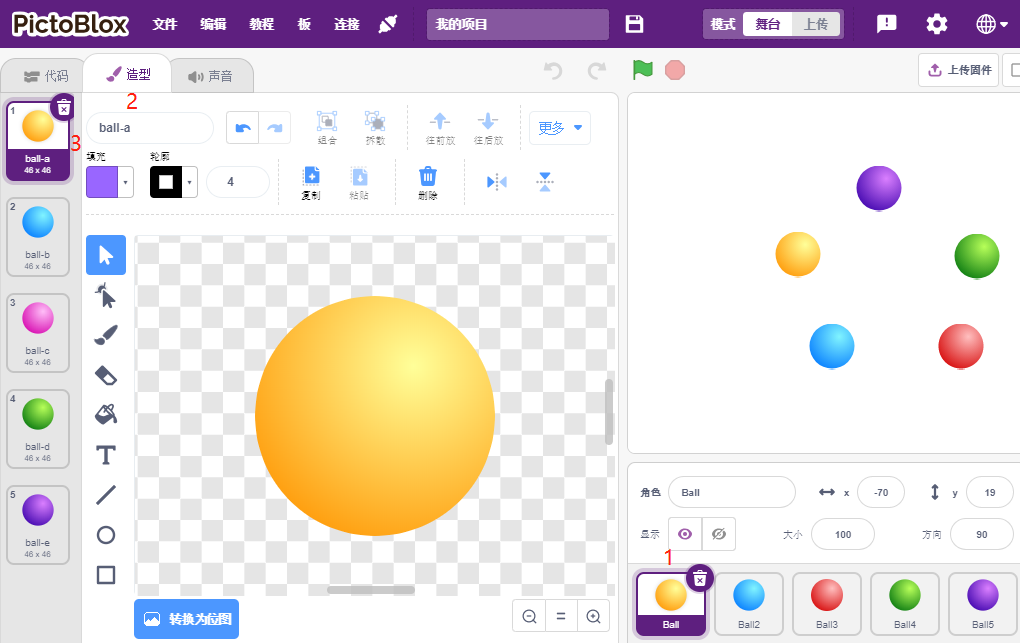 PictoBlox 文件 编辑 教程 板 连接 我的项目 模式 舞台 上传
代码 造型 声音 上传固件
1 2 3
ball-a 组合 拆散 往前放 往后放 更多
填充 轮廓
ball-a
46 x 46
4 复制 粘贴 删除
2
ball-b
46 x 46
3
ball-c
46 x 46
4
ball-d
46 x 46
5
ball-e
46 x 46
T
转换为位图
角色 Ball x -70 y 19
显示 大小 100 方向 90
1
Ball Ball2 Ball3 Ball4 Ball5